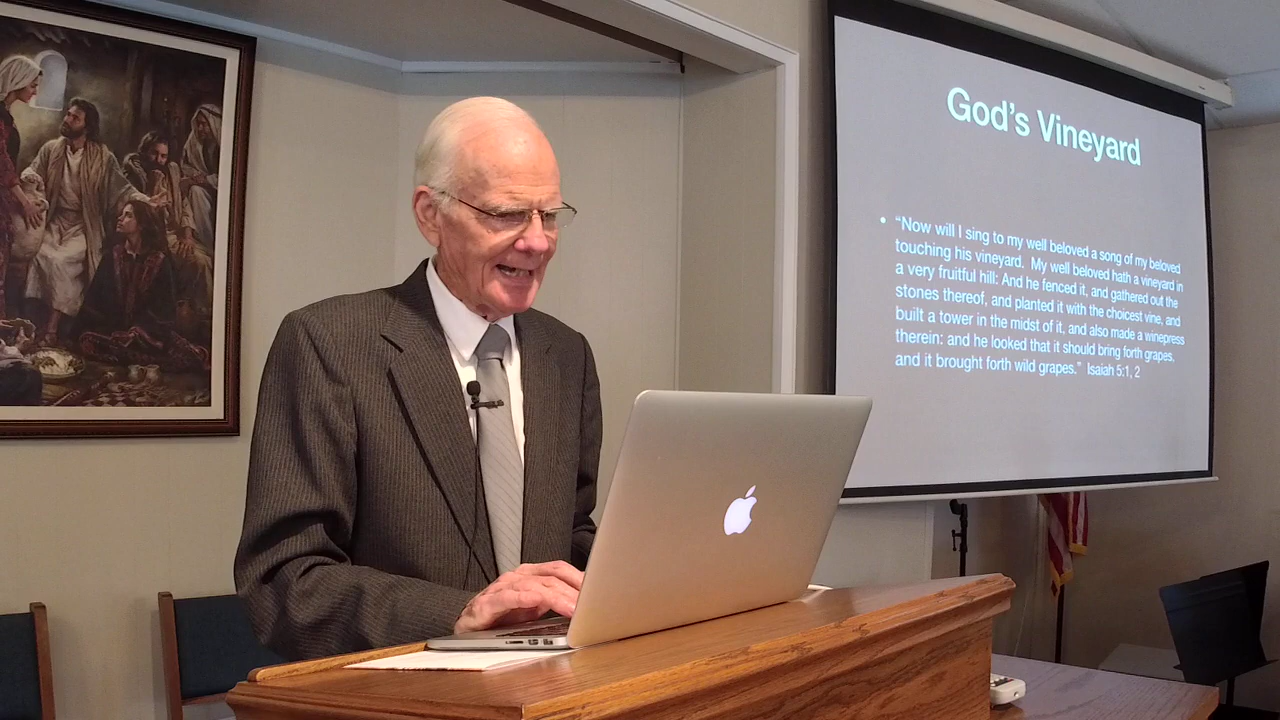 God's Vineyard
• “Now will I sing to my well beloved a song of my beloved
touching his vineyard. My well beloved hath a vineyard in
a very fruitful hill: And he fenced it, and gathered out the
stones thereof, and planted it with the choicest vine, and
built a tower in the midst of it, and also made a winepress
therein: and he looked that it should bring forth grapes,
and it brought forth wild grapes.” Isaiah 5:1, 2